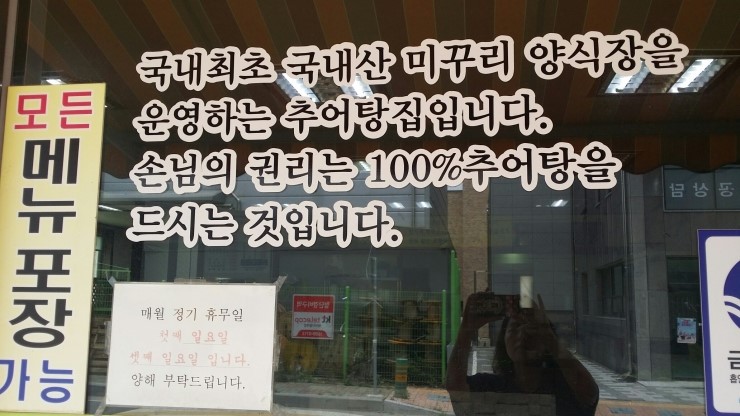 국내최초 국내산 미꾸리 양식장을
운영하는 추어탕집입니다.
손님의 권리는 100%추어탕을
드시는 것입니다.
모든
메뉴
포장
가능
매월 정기 휴무일
첫째 일요일
셋째 일요일 입니다.
양해 부탁드립니다.